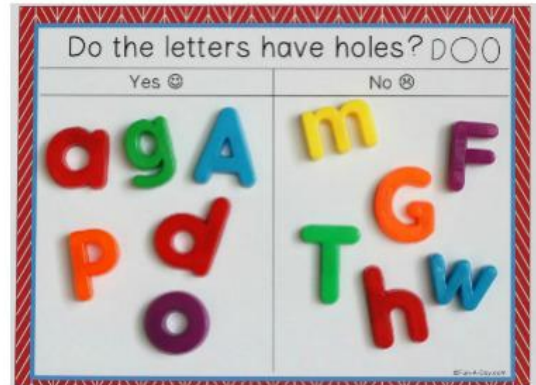 Do the letters have holes? D O O
Yes ☺ No ☹
a g A m F
p d G
o T h w